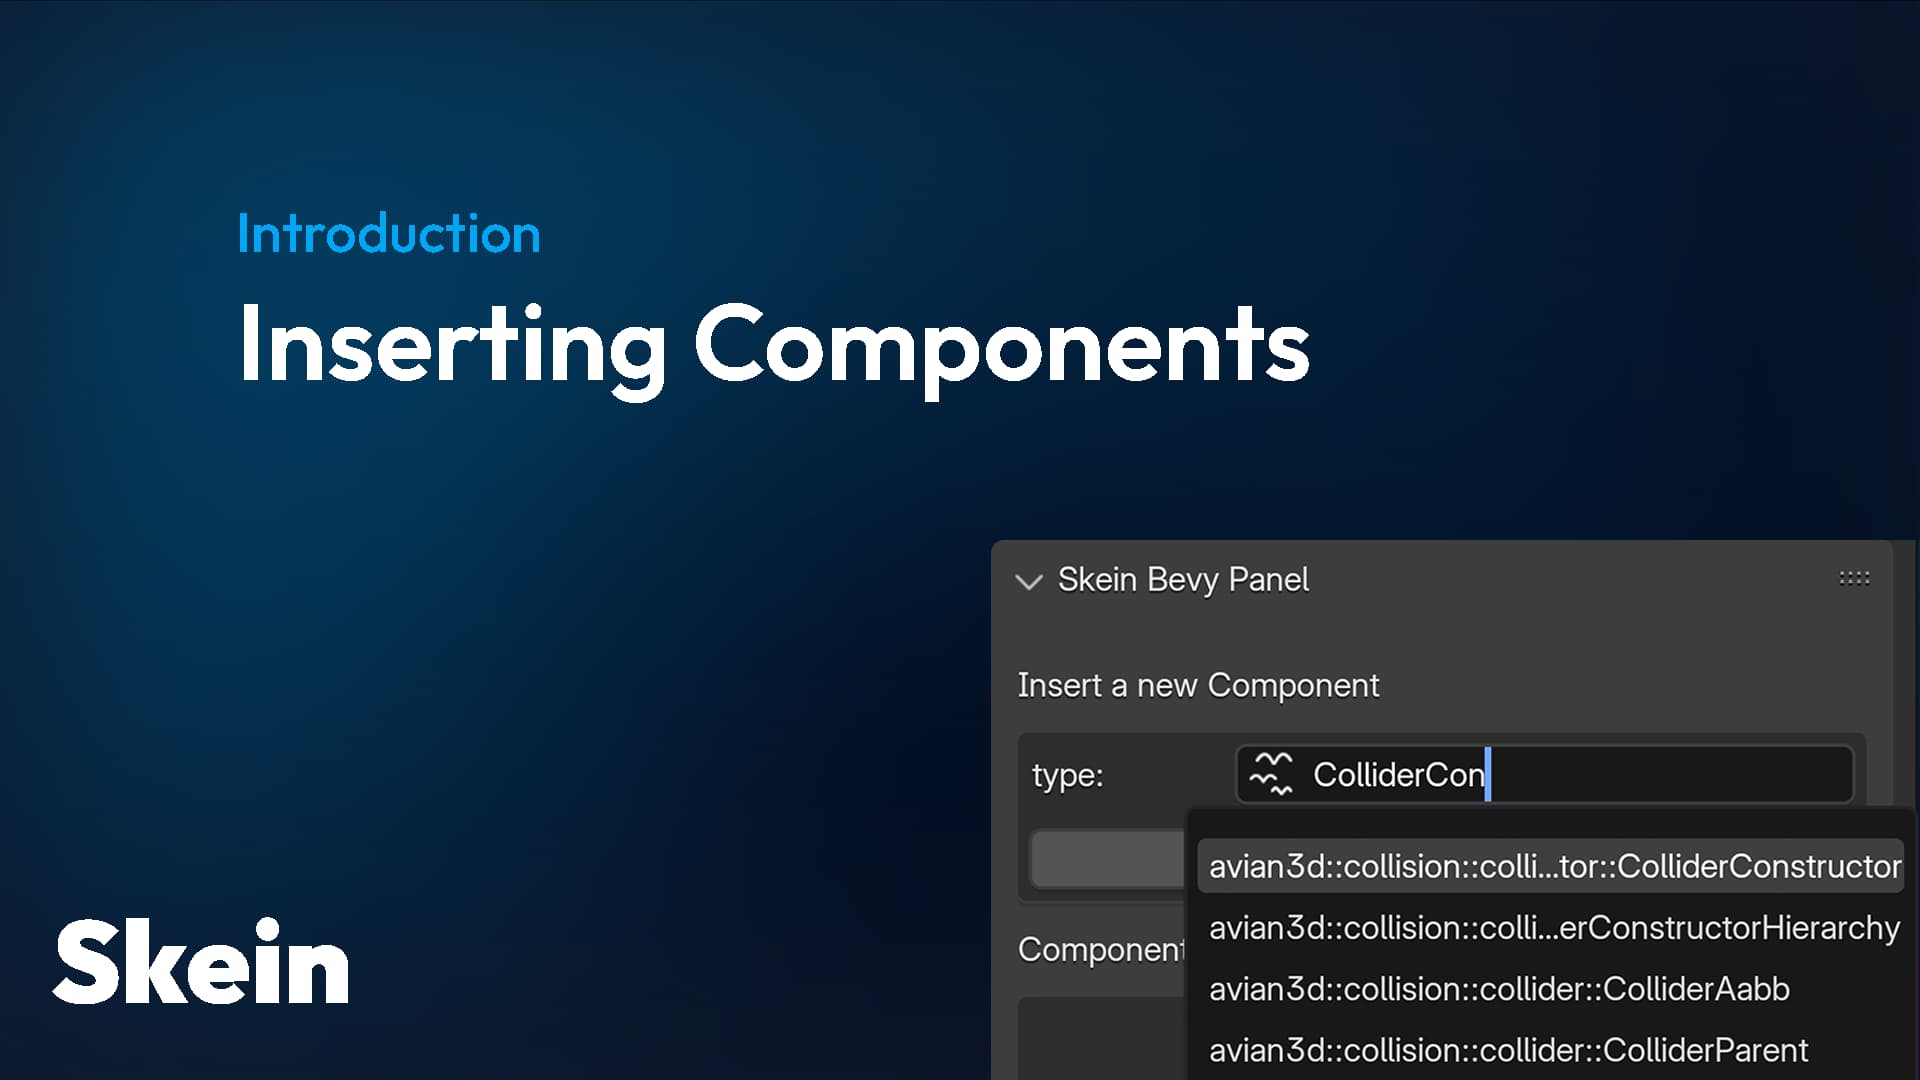 Introduction
Inserting Components
Skein Bevy Panel
Insert a new Component
type:
ColliderCon
avian3d::collision::colli...tor::ColliderConstructor
avian3d::collision::colli...erConstructorHierarchy
Component
avian3d::collision::collider::ColliderAabb
avian3d::collision::collider::ColliderParent
Skein